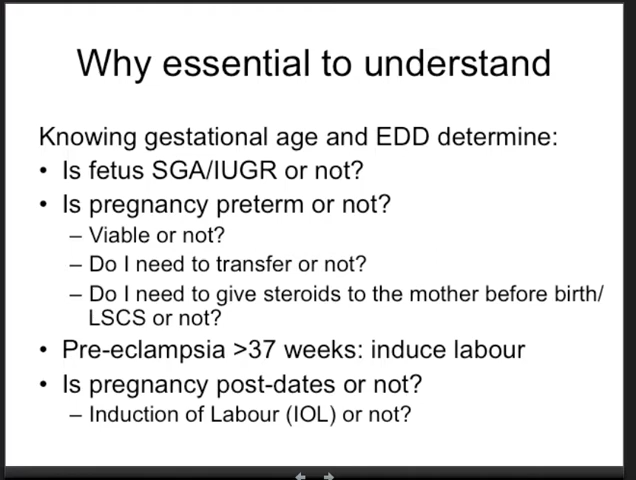 Why essential to understand
Knowing gestational age and EDD determine:
• Is fetus SGA/IUGR or not?
• Is pregnancy preterm or not?
– Viable or not?
– Do I need to transfer or not?
– Do I need to give steroids to the mother before birth/
LSCS or not?
• Pre-eclampsia >37 weeks: induce labour
• Is pregnancy post-dates or not?
– Induction of Labour (IOL) or not?